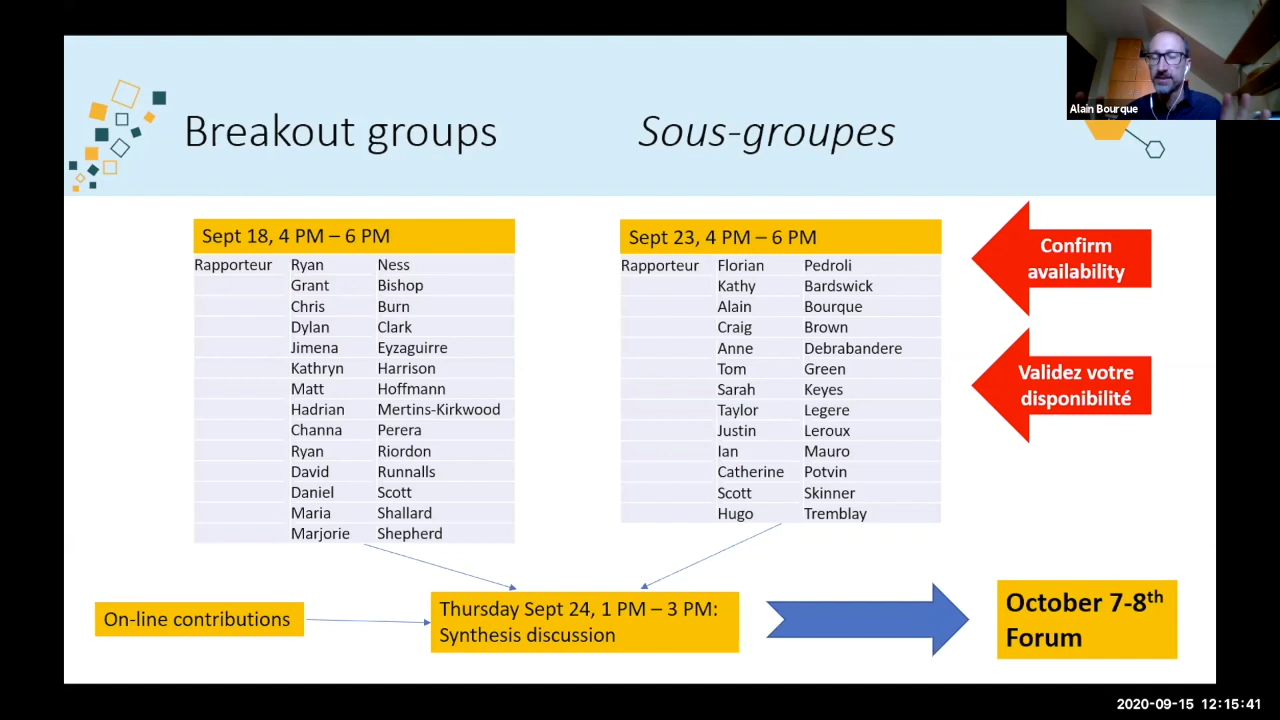 Alain Bourque
Breakout groups
Sous-groupes
Sept 18, 4 PM – 6 PM
Rapporteur Ryan Ness
Grant Bishop
Chris Burn
Dylan Clark
Jimena Eyzaguirre
Kathryn Harrison
Matt Hoffmann
Hadrian Mertins-Kirkwood
Channa Perera
Ryan Riordon
David Runnalls
Daniel Scott
Maria Shallard
Marjorie Shepherd
Sept 23, 4 PM – 6 PM
Rapporteur Florian Pedroli
Kathy Bardswick
Alain Bourque
Craig Brown
Anne Debrabandere
Tom Green
Sarah Keyes
Taylor Legere
Justin Leroux
Ian Mauro
Catherine Potvin
Scott Skinner
Hugo Tremblay
Confirm
availability
Validez votre
disponibilité
On-line contributions
Thursday Sept 24, 1 PM – 3 PM:
Synthesis discussion
October 7-8th
Forum
2020-09-15 12:15:41